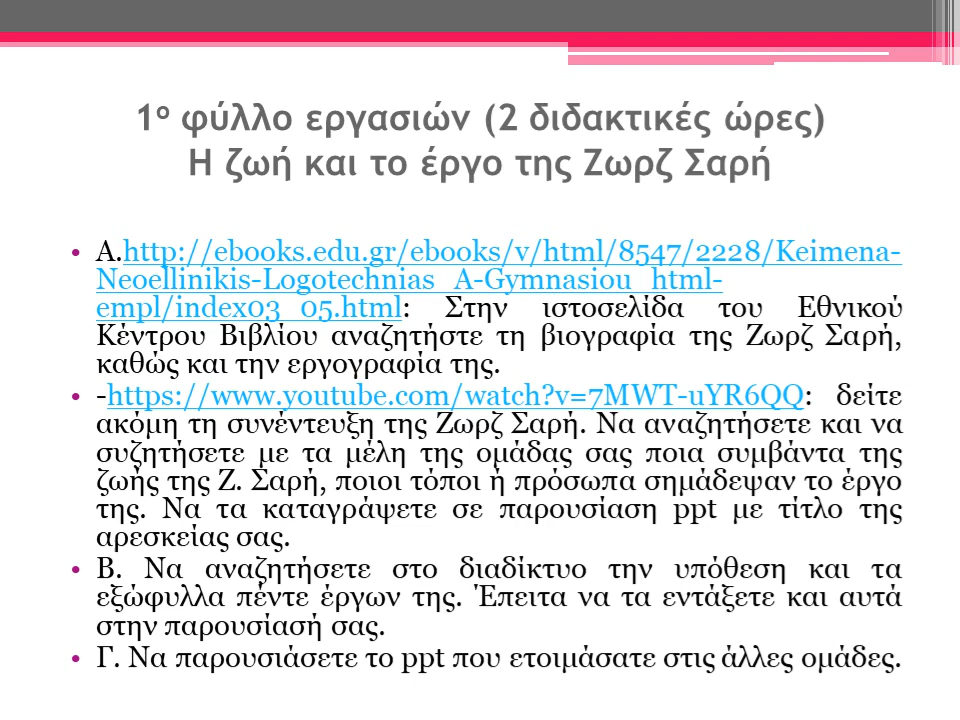 1ο φύλλο εργασιών (2 διδακτικές ώρες)
Η ζωή και το έργο της Ζωρζ Σαρή
• Α.http://ebooks.edu.gr/ebooks/v/html/8547/2228/Keimena-
Neoellinikis-Logotechnias_A-Gymnasiou_html-
empl/index03_05.html: Στην ιστοσελίδα του Εθνικού
Κέντρου Βιβλίου αναζητήστε τη βιογραφία της Ζωρζ Σαρή,
καθώς και την εργογραφία της.
• -https://www.youtube.com/watch?v=7MWT-uYR6QQ: δείτε
ακόμη τη συνέντευξη της Ζωρζ Σαρή. Να αναζητήσετε και να
συζητήσετε με τα μέλη της ομάδας σας ποια συμβάντα της
ζωής της Ζ. Σαρή, ποιοι τόποι ή πρόσωπα σημάδεψαν το έργο
της. Να τα καταγράψετε σε παρουσίαση ppt με τίτλο της
αρεσκείας σας.
• Β. Να αναζητήσετε στο διαδίκτυο την υπόθεση και τα
εξώφυλλα πέντε έργων της. Έπειτα να τα εντάξετε και αυτά
στην παρουσίασή σας.
• Γ. Να παρουσιάσετε το ppt που ετοιμάσατε στις άλλες ομάδες.